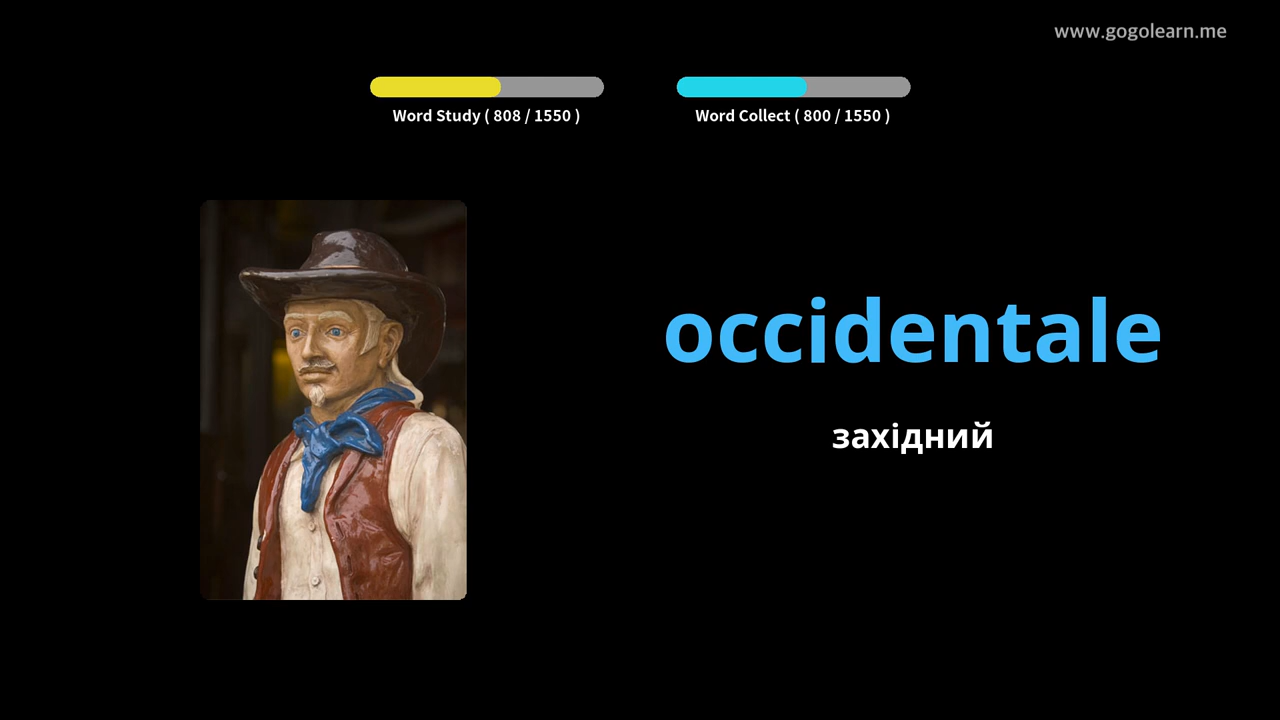 www.gogolearn.me
Word Study ( 808 / 1550 )
Word Collect ( 800 / 1550 )
occidentale
західний